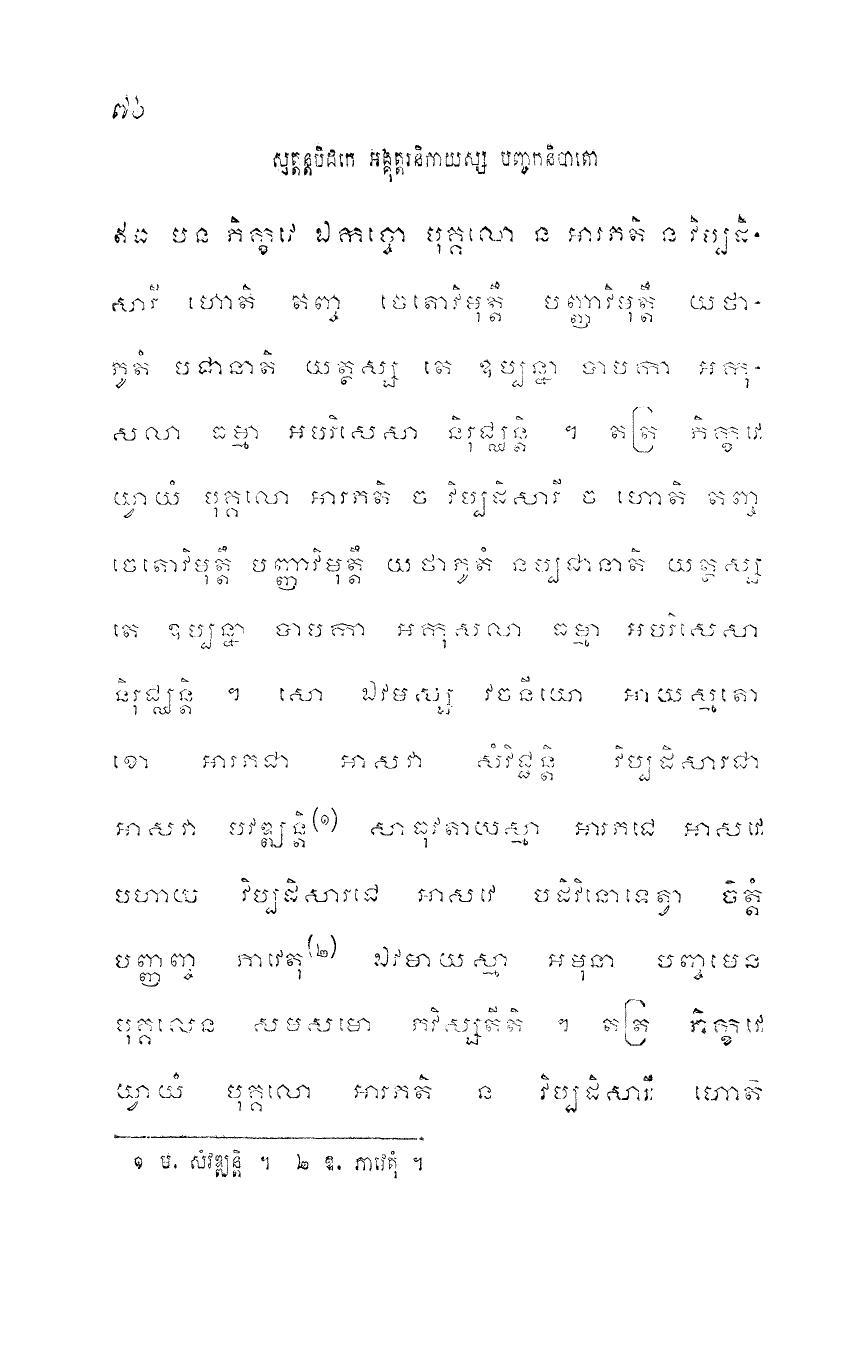 ៧៦
សុត្តន្តបិដកេ អង្គុត្តរនិកាយស្ស បញ្ចកនិបាតោ
៥ធ បន ភិក្ខវេ ឯកច្ចោ បុគ្គលោ ន អារភតិ ន វិប្បដិ-
សារី ហោតិ តញ្ច ចេតោវិមុត្តឹ បញ្ញាវិមុត្តឹ យថា-
ភូតំ បជានាតិ យត្ថស្ស តេ ឧប្បន្នា បាបកា អកុ-
សលា ធម្មា អបរិសេសា និរុជ្ឈន្តិ ។ តត្រ ភិក្ខវេ
យ្វាយំ បុគ្គលោ អារភតិ ច វិប្បដិសារី ច ហោតិ តញ្ច
ចេតោវិមុត្តឹ បញ្ញាវិមុត្តឹ យថាភូតំ នប្បជានាតិ យត្ថស្ស
តេ ឧប្បន្នា បាបកា អកុសលា ធម្មា អបរិសេសា
និរុជ្ឈន្តិ ។ សោ ឯវមស្ស វចនីយោ អាយស្មតោ
ខោ អារភជា អាសវា សំវិជ្ជន្តិ វិប្បដិសារជា
អាសវា បវឌ្ឍន្តិ(១) សាធុវតាយស្មា អារភជេ អាសវេ
បហាយ វិប្បដិសារជេ អាសវេ បដិវិនោទេត្វា ចិត្តំ
បញ្ញញ្ច ភាវេតុ(២) ឯវមាយស្មា អមុនា បញ្ចមេន
បុគ្គលេន សមសមោ ភវិស្សតីតិ ។ តត្រ ភិក្ខវេ
យ្វាយំ បុគ្គលោ អារភតិ ន វិប្បដិសារី ហោតិ
១ ម. សំវឌ្ឍន្តិ ។ ២ ឱ. ភាវេតុំ ។